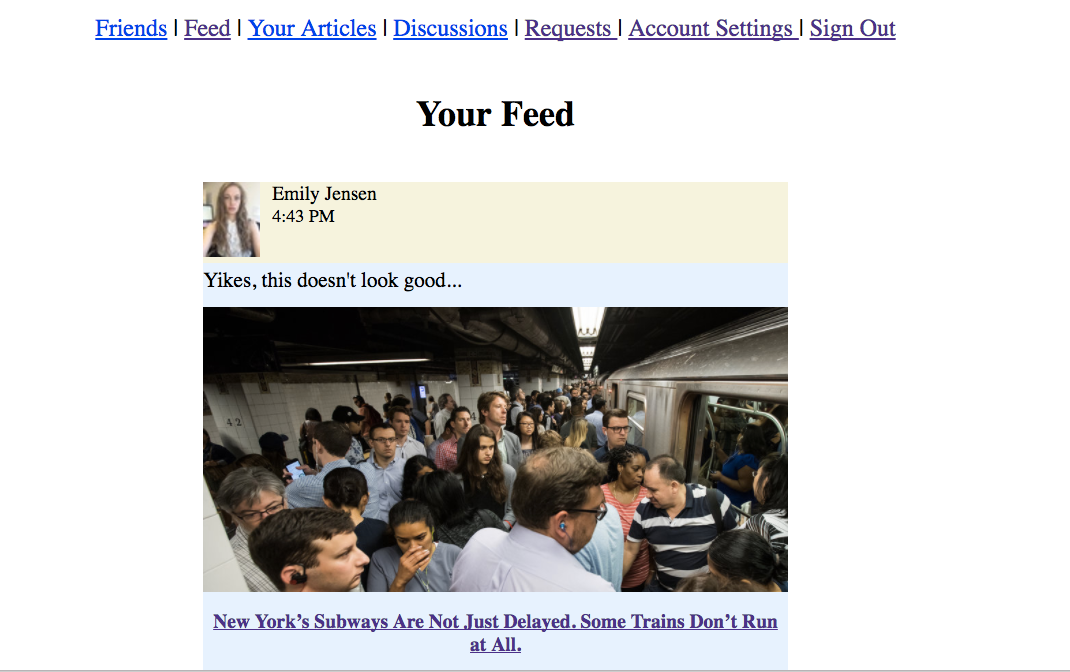 Friends | Feed | Your Articles | Discussions | Requests | Account Settings | Sign Out
Your Feed
Emily Jensen
4:43 PM
Yikes, this doesn't look good...
42
New York’s Subways Are Not Just Delayed. Some Trains Don’t Run
at All.